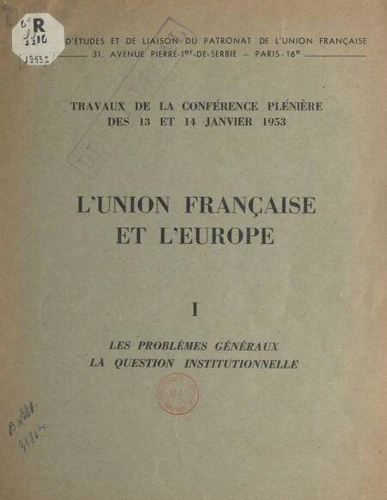 R
D'ÉTUDES ET DE LIAISON DU PATRONAT DE L'UNION FRANÇAISE
31, AVENUE PIERRE-1er-DE-SERBIE — PARIS-16e
TRAVAUX DE LA CONFÉRENCE PLÉNIÈRE
DES 13 ET 14 JANVIER 1953
L'UNION FRANÇAISE
ET L'EUROPE
I
LES PROBLÈMES GÉNÉRAUX
LA QUESTION INSTITUTIONNELLE